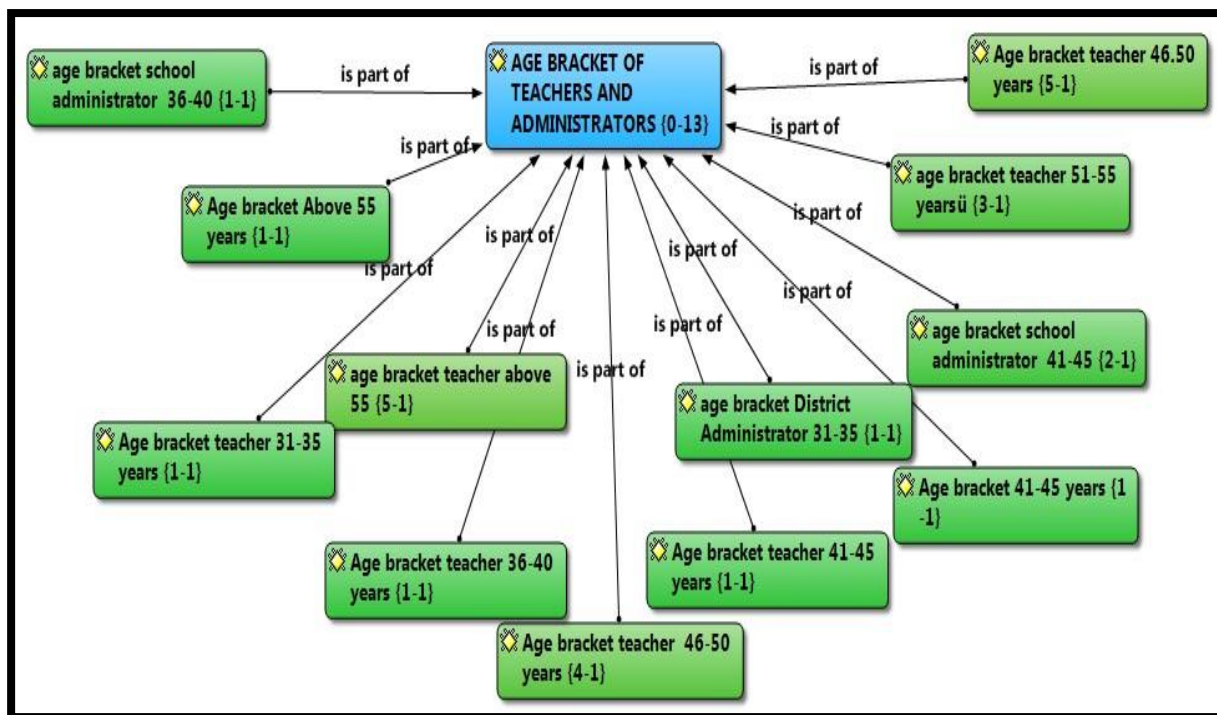 age bracket school
administrator 36-40 {1-1}
is part of
AGE BRACKET OF
TEACHERS AND
ADMINISTRATORS {0-13}
is part of
Age bracket teacher 46.50
years {5-1}
is part of
Age bracket Above 55
years {1-1}
is part of
age bracket teacher 51-55
yearsü {3-1}
is part of
is part of
is part of
is part of
is part of
is part of
is part of
is part of
age bracket school
administrator 41-45 {2-1}
age bracket teacher above
55 {5-1}
age bracket District
Administrator 31-35 {1-1}
Age bracket teacher 31-35
years {1-1}
Age bracket 41-45 years {1
-1}
Age bracket teacher 36-40
years {1-1}
Age bracket teacher 41-45
years {1-1}
Age bracket teacher 46-50
years {4-1}